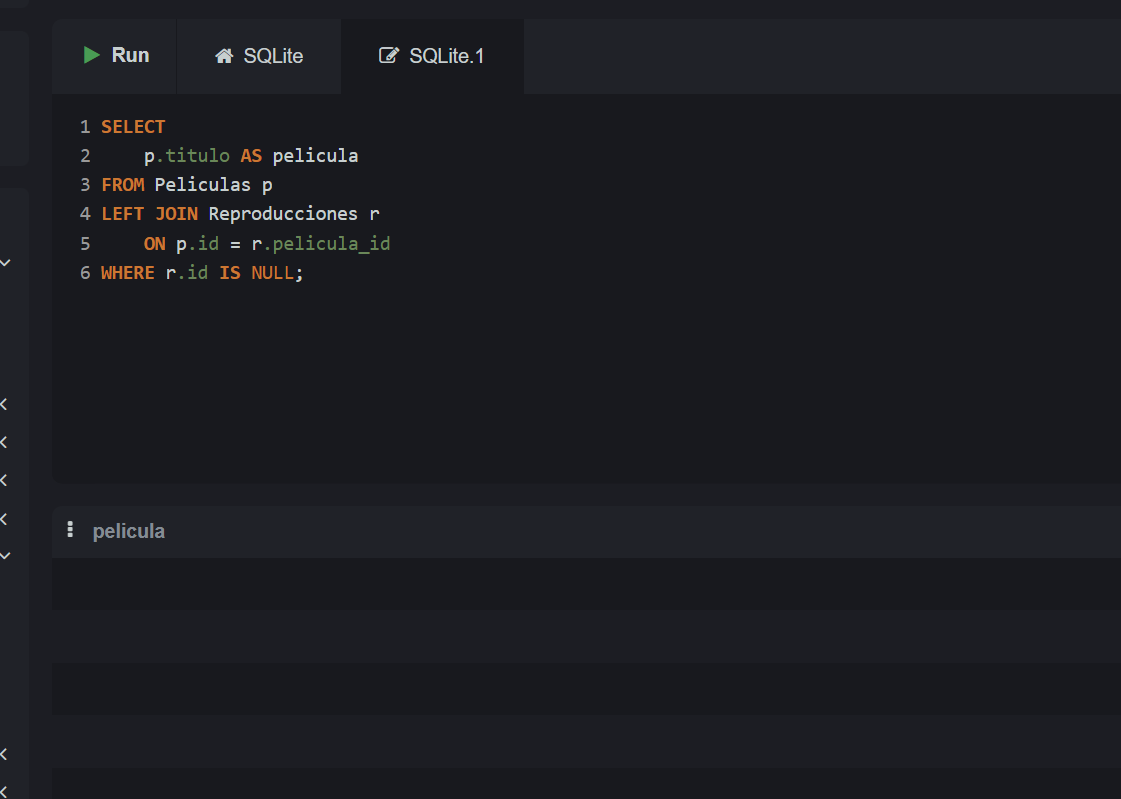 Run SQLite SQLite.1
1 SELECT
2     p.titulo AS pelicula
3 FROM Peliculas p
4 LEFT JOIN Reproducciones r
5     ON p.id = r.pelicula_id
6 WHERE r.id IS NULL;
pelicula